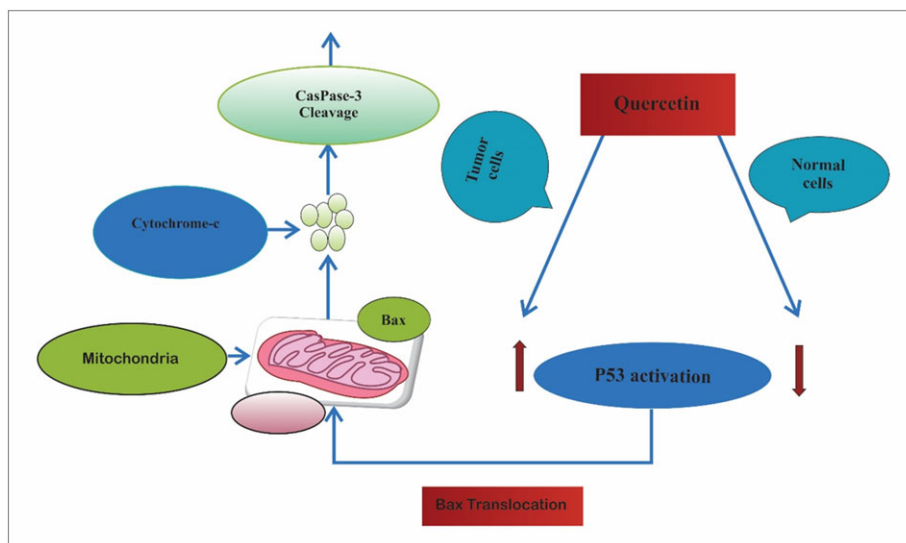 CasPase-3
Cleavage
Quercetin
Tumor
cells
Normal
cells
Cytochrome-c
Bax
Mitochondria
P53 activation
Bax Translocation